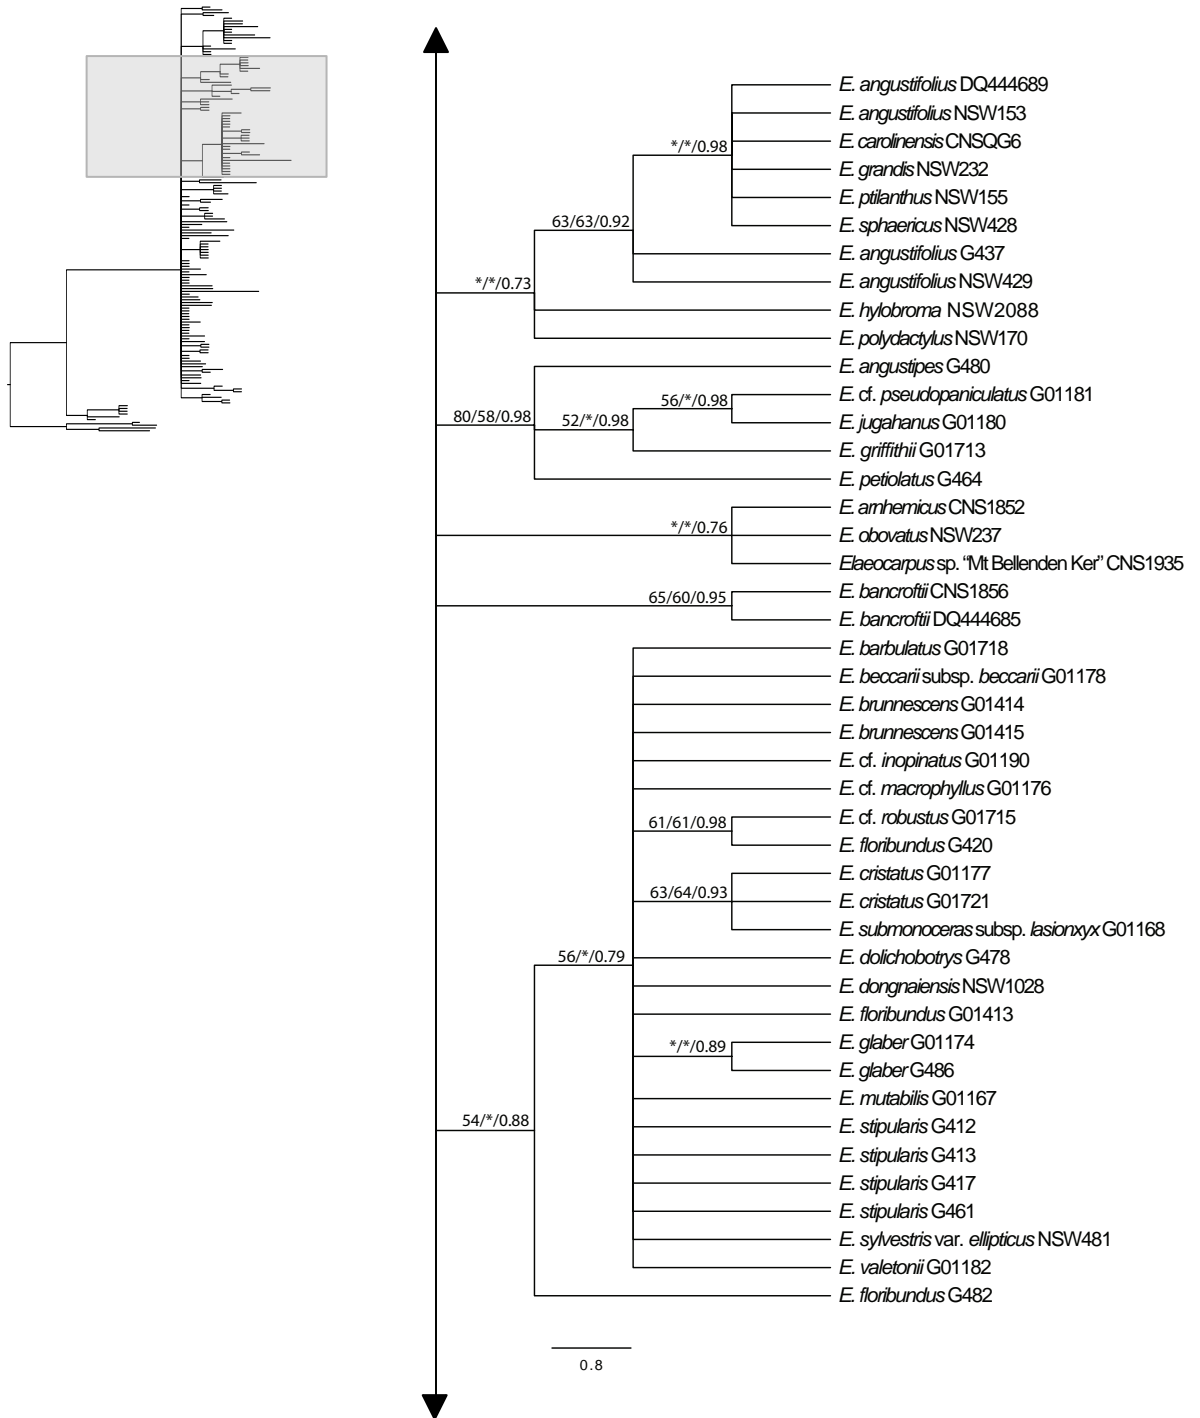 E. angustifolius DQ444689
E. angustifolius NSW153
*/*/0.98
E. carolinensis CNSQG6
E. grandis NSW232
E. ptilanthus NSW155
63/63/0.92
E. sphaericus NSW428
E. angustifolius G437
*/*/0.73
E. angustifolius NSW429
E. hylobroma NSW2088
E. polydactylus NSW170
E. angustipes G480
56/*/0.98
E. cf. pseudopaniculatus G01181
80/58/0.98
52/*/0.98
E. jugahanus G01180
E. griffithii G01713
E. petiolatus G464
E. arnhemicus CNS1852
*/*/0.76
E. obovatus NSW237
Elaeocarpus sp. “Mt Bellenden Ker” CNS1935
65/60/0.95
E. bancroftii CNS1856
E. bancroftii DQ444685
E. barbulatus G01718
E. beccarii subsp. beccarii G01178
E. brunnescens G01414
E. brunnescens G01415
E. cf. inopinatus G01190
E. cf. macrophyllus G01176
61/61/0.98
E. cf. robustus G01715
E. floribundus G420
E. cristatus G01177
63/64/0.93
E. cristatus G01721
E. submonoceras subsp. lasionxyx G01168
56/*/0.79
E. dolichobotrys G478
E. dongnaiensis NSW1028
E. floribundus G01413
*/*/0.89
E. glaber G01174
E. glaber G486
E. mutabilis G01167
54/*/0.88
E. stipularis G412
E. stipularis G413
E. stipularis G417
E. stipularis G461
E. sylvestris var. ellipticus NSW481
E. valetonii G01182
E. floribundus G482
0.8